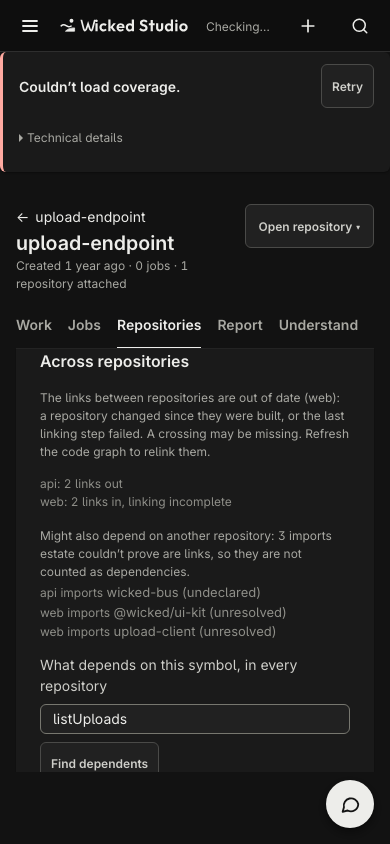 Wicked Studio
Checking...
Couldn’t load coverage.
Retry
Technical details
← upload-endpoint
upload-endpoint
Open repository ▾
Created 1 year ago · 0 jobs · 1
repository attached
Work Jobs Repositories Report Understand
Across repositories
The links between repositories are out of date (web):
a repository changed since they were built, or the last
linking step failed. A crossing may be missing. Refresh
the code graph to relink them.
api: 2 links out
web: 2 links in, linking incomplete
Might also depend on another repository: 3 imports
estate couldn’t prove are links, so they are not
counted as dependencies.
api imports wicked-bus (undeclared)
web imports @wicked/ui-kit (unresolved)
web imports upload-client (unresolved)
What depends on this symbol, in every
repository
listUploads
Find dependents